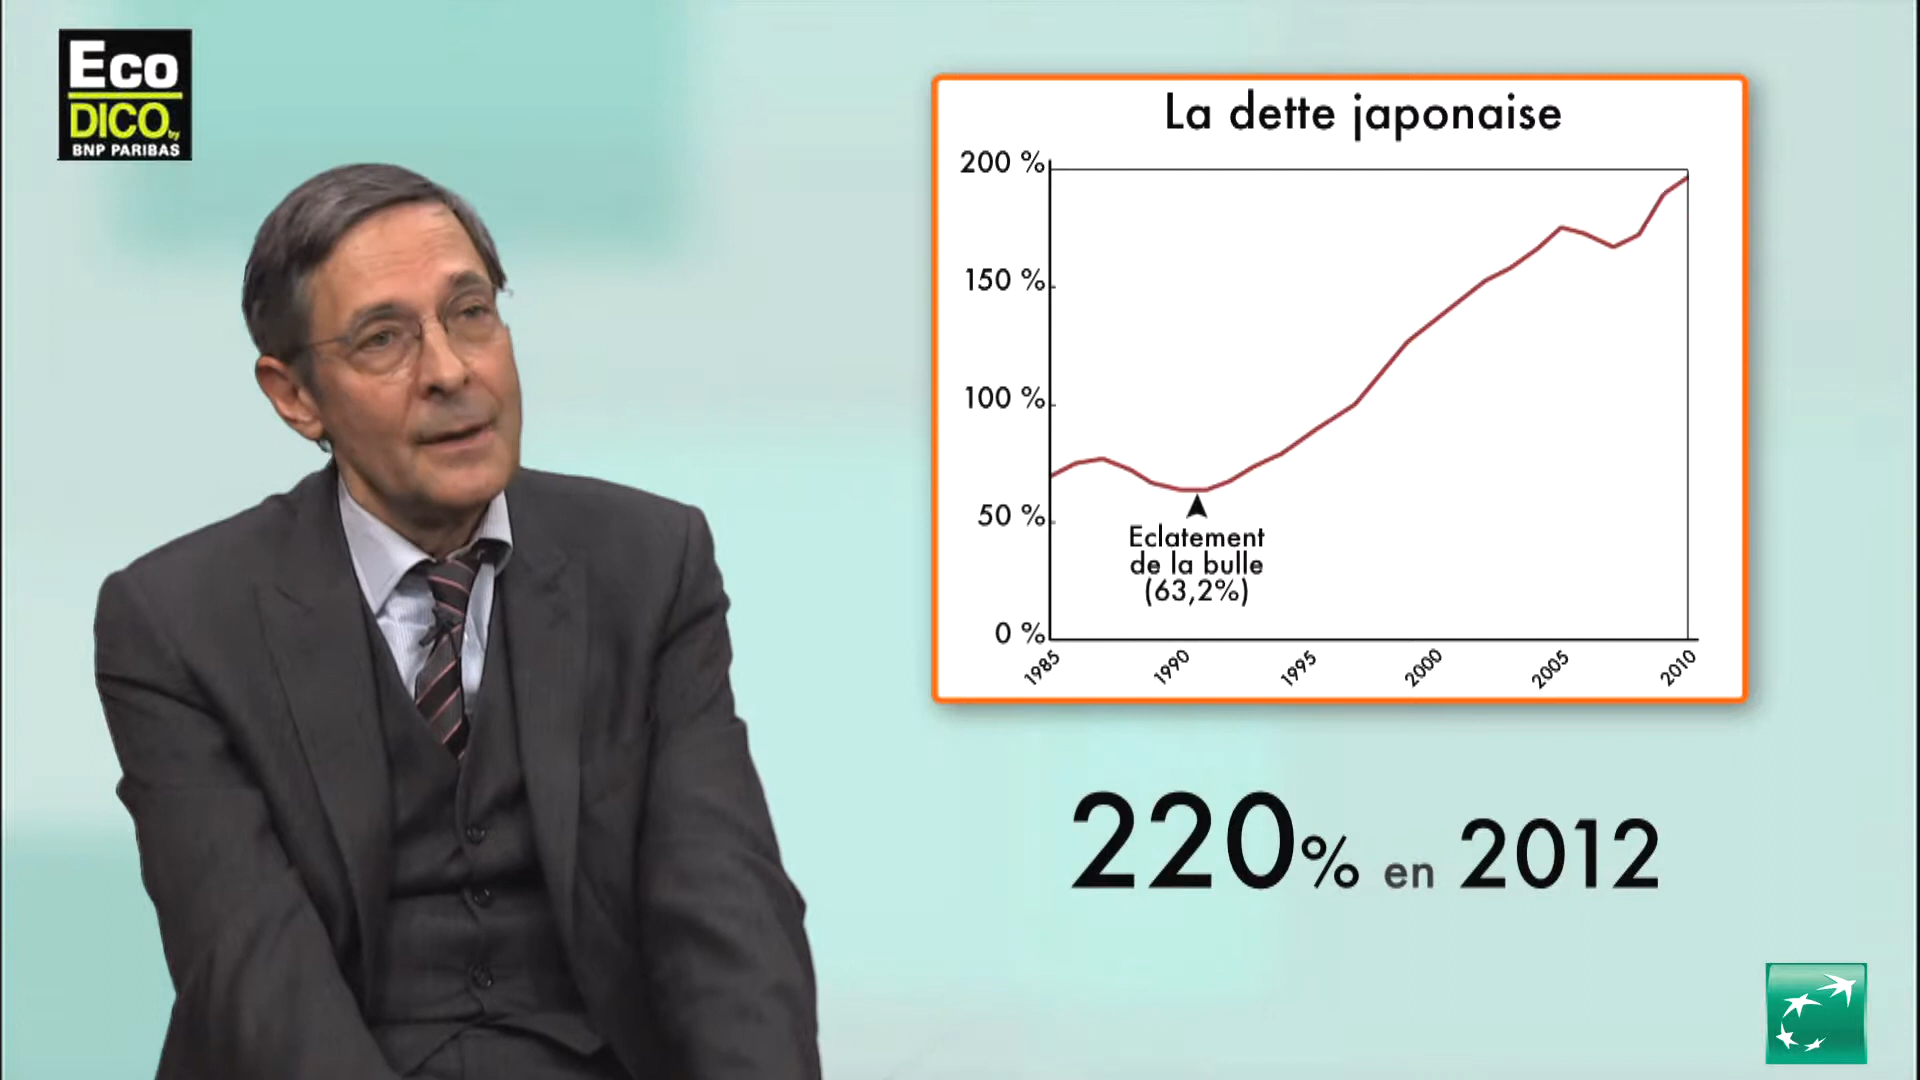 Eco
DICO by
BNP PARIBAS
La dette japonaise
200 %
150 %
100 %
50 %
0 %
Eclatement
de la bulle
(63,2%)
1985
1990
1995
2000
2005
2010
220% en 2012